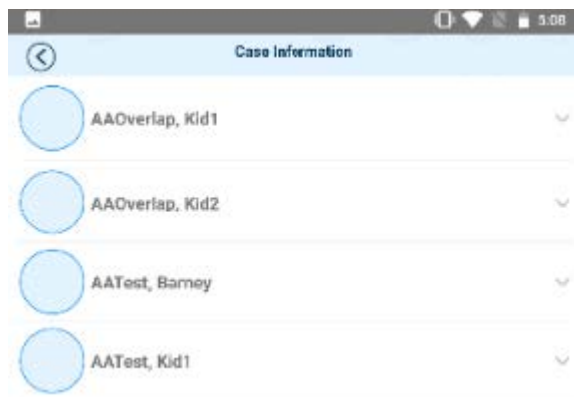 5:08
Case Information
AAOverlap, Kid1
AAOverlap, Kid2
AATest, Barney
AATest, Kid1